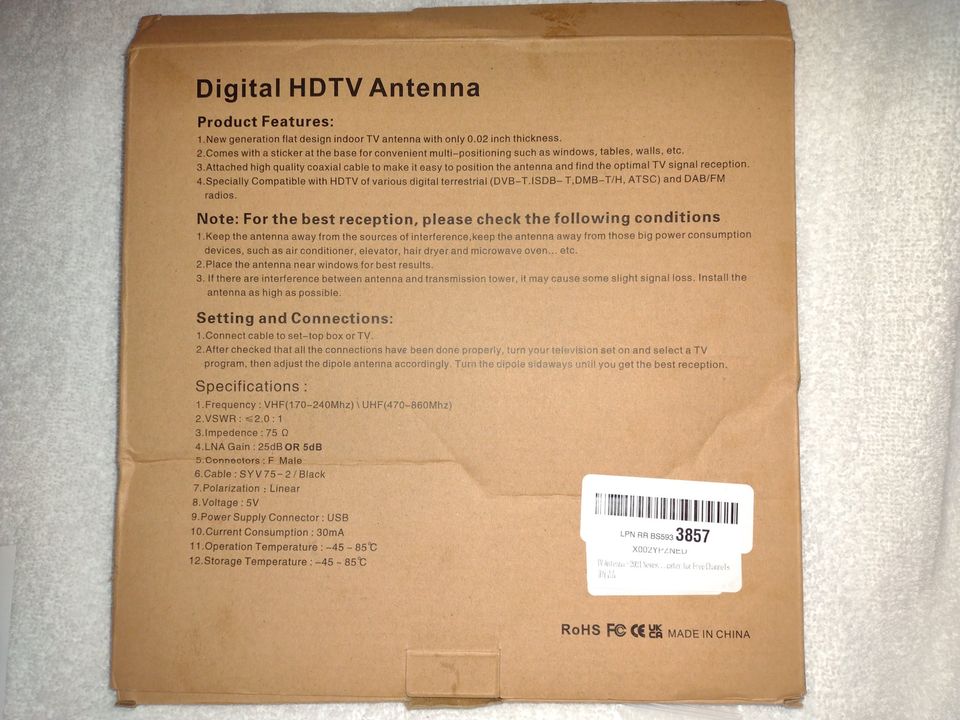 Digital HDTV Antenna
Product Features:
1.New generation flat design indoor TV antenna with only 0.02 inch thickness.
2.Comes with a sticker at the base for convenient multi-positioning such as windows, tables, walls, etc.
3.Attached high quality coaxial cable to make it easy to position the antenna and find the optimal TV signal reception.
4.Specially Compatible with HDTV of various digital terrestrial (DVB-T.ISDB- T,DMB-T/H, ATSC) and DAB/FM
radios.
Note: For the best reception, please check the following conditions
1.Keep the antenna away from the sources of interference,keep the antenna away from those big power consumption
devices, such as air conditioner, elevator, hair dryer and microwave oven... etc.
2.Place the antenna near windows for best results.
3. If there are interference between antenna and transmission tower, it may cause some slight signal loss. Install the
antenna as high as possible.
Setting and Connections:
1.Connect cable to set-top box or TV.
2.After checked that all the connections have been done properly, turn your television set on and select a TV
program, then adjust the dipole antenna accordingly. Turn the dipole sidaways unill you get the best reception.
Specifications :
1.Frequency : VHF(170-240Mhz) \ UHF(470-860Mhz)
2.VSWR : ≤2.0 : 1
3.Impedence : 75 Ω
4.LNA Gain : 25dB OR 5dB
5.Connectors : F Male
6.Cable : SYV 75- 2 / Black
7.Polarization : Linear
8.Voltage : 5V
9.Power Supply Connector : USB
10.Current Consumption : 30mA
11.Operation Temperature : -45 ~ 85℃
12.Storage Temperature : -45 ~ 85℃
LPN RR BS593 3857
TV Antenna Free Channels
RoHS FC CE UK CA MADE IN CHINA